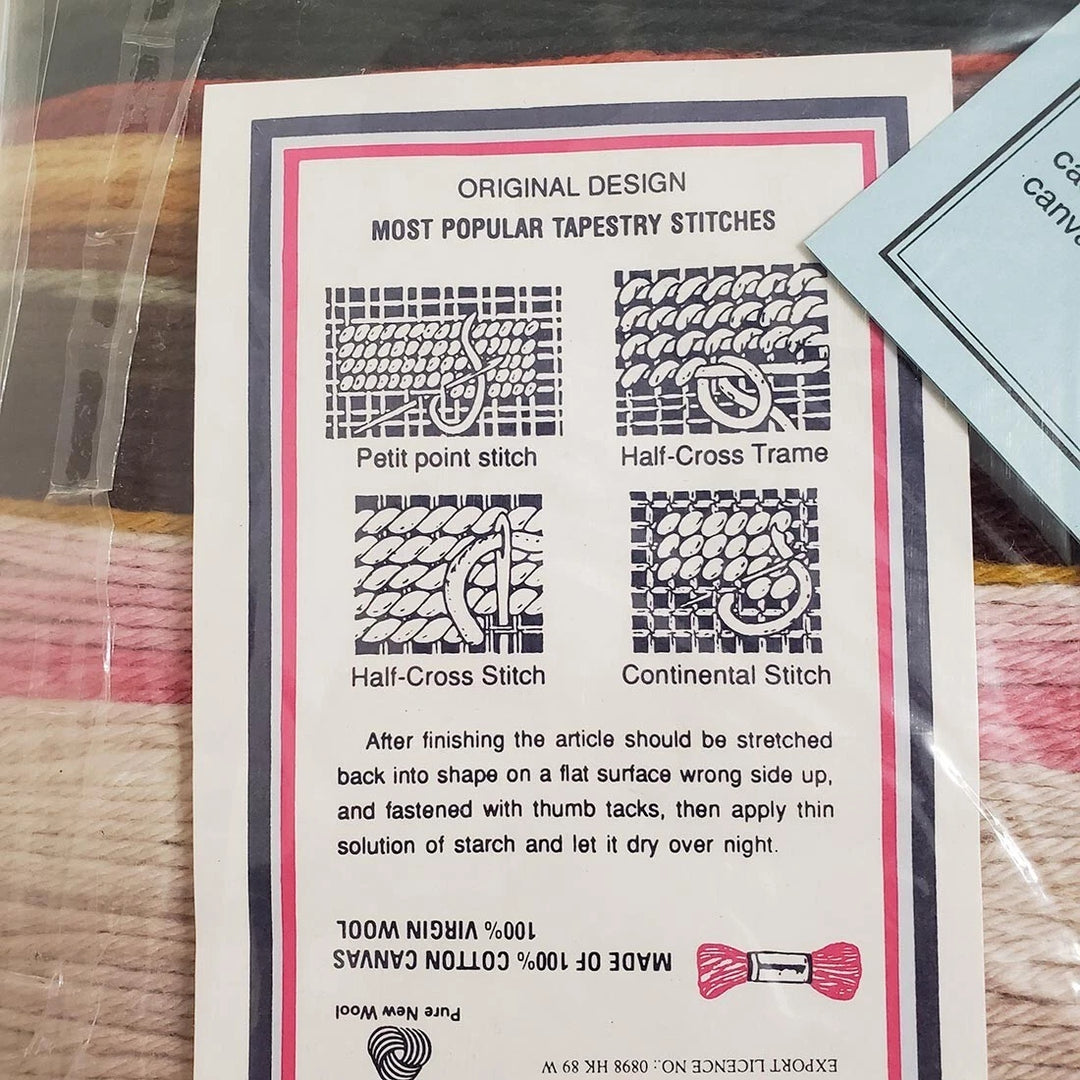 ORIGINAL DESIGN
MOST POPULAR TAPESTRY STITCHES
Petit point stitch
Half-Cross Trame
Half-Cross Stitch
Continental Stitch
After finishing the article should be stretched
back into shape on a flat surface wrong side up,
and fastened with thumb tacks, then apply thin
solution of starch and let it dry over night.
MADE OF 100% COTTON CANVAS
100% VIRGIN WOOL
Pure New Wool
EXPORT LICENCE NO.: 0898 HK 89 W